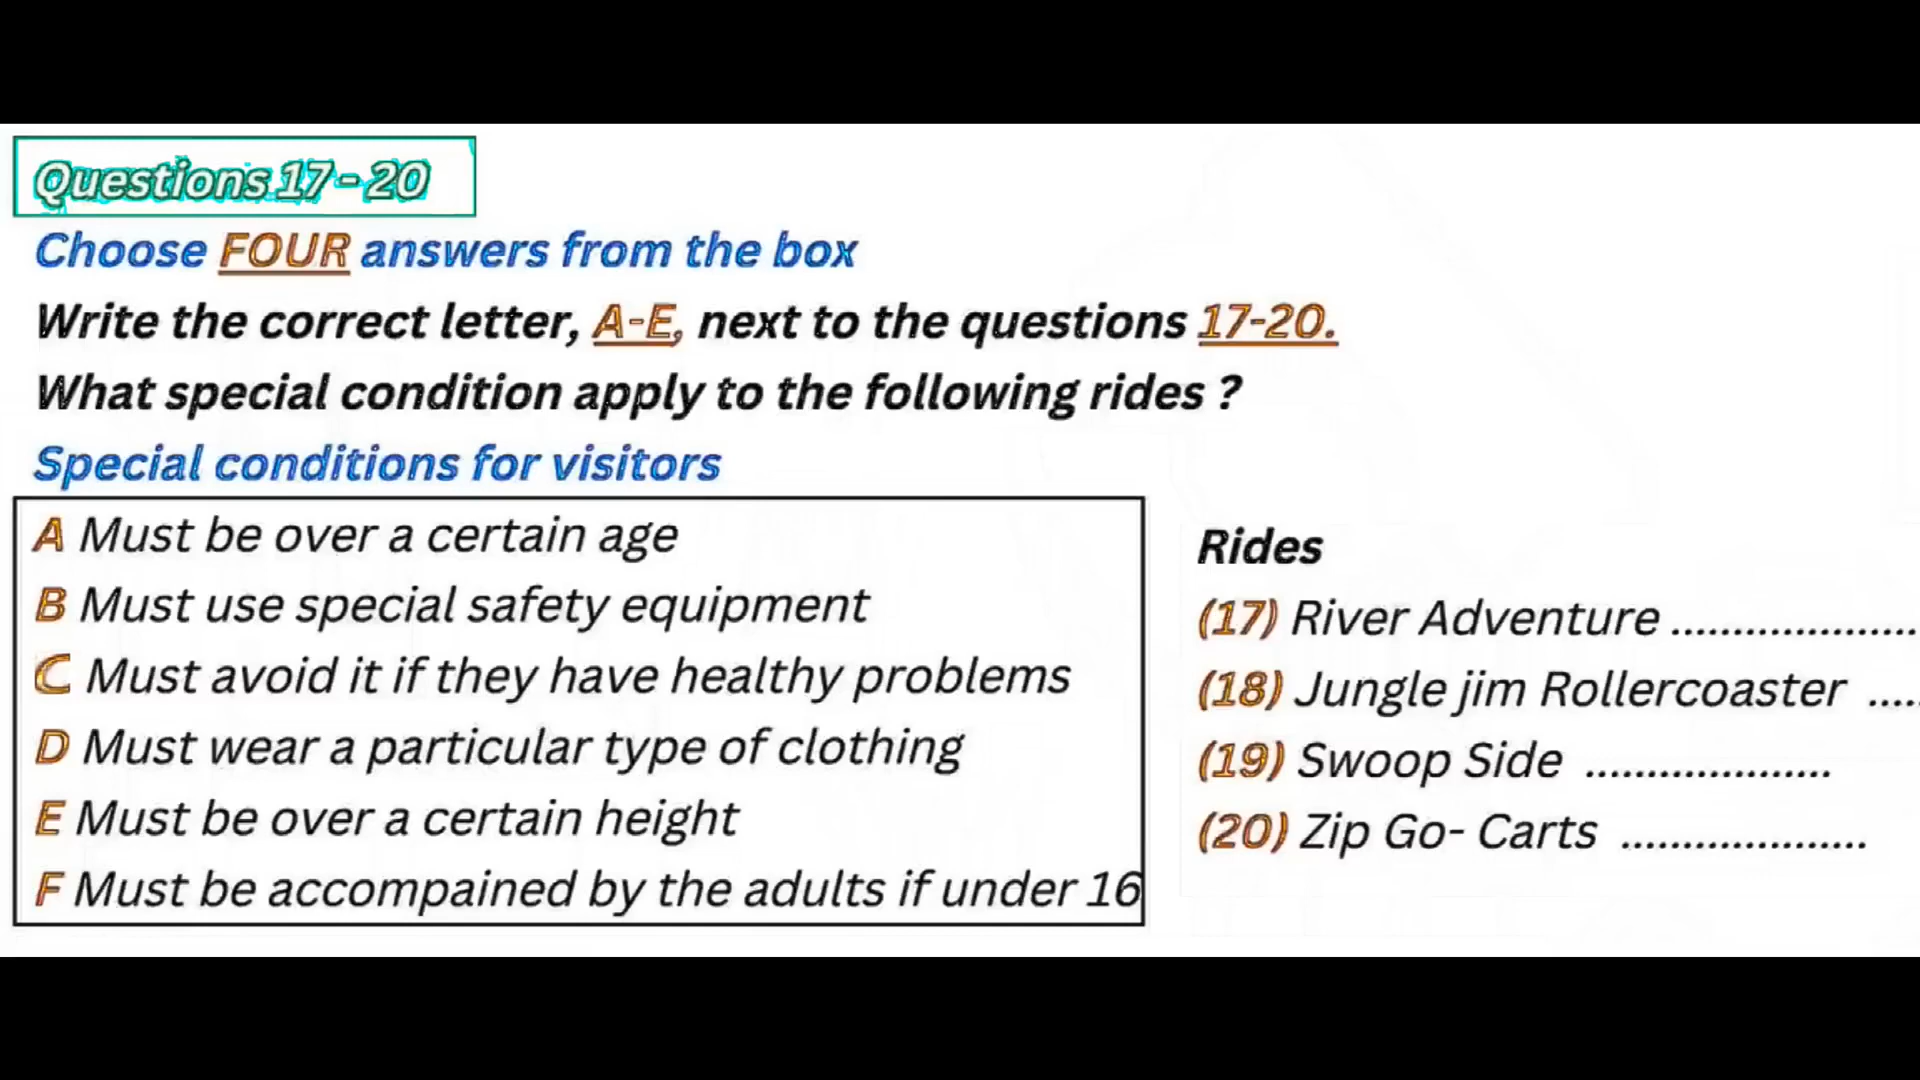 Questions 17 - 20
Choose FOUR answers from the box
Write the correct letter, A-E, next to the questions 17-20.
What special condition apply to the following rides ?
Special conditions for visitors
A Must be over a certain age
B Must use special safety equipment
C Must avoid it if they have healthy problems
D Must wear a particular type of clothing
E Must be over a certain height
F Must be accompained by the adults if under 16
Rides
(17) River Adventure ....................
(18) Jungle jim Rollercoaster ....
(19) Swoop Side ....................
(20) Zip Go- Carts ....................